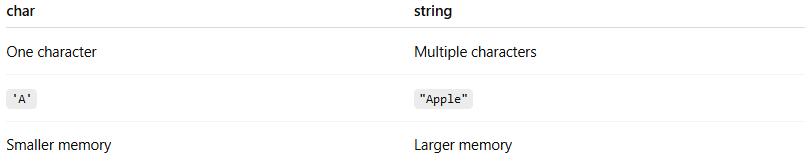 char string
One character Multiple characters
'A' "Apple"
Smaller memory Larger memory